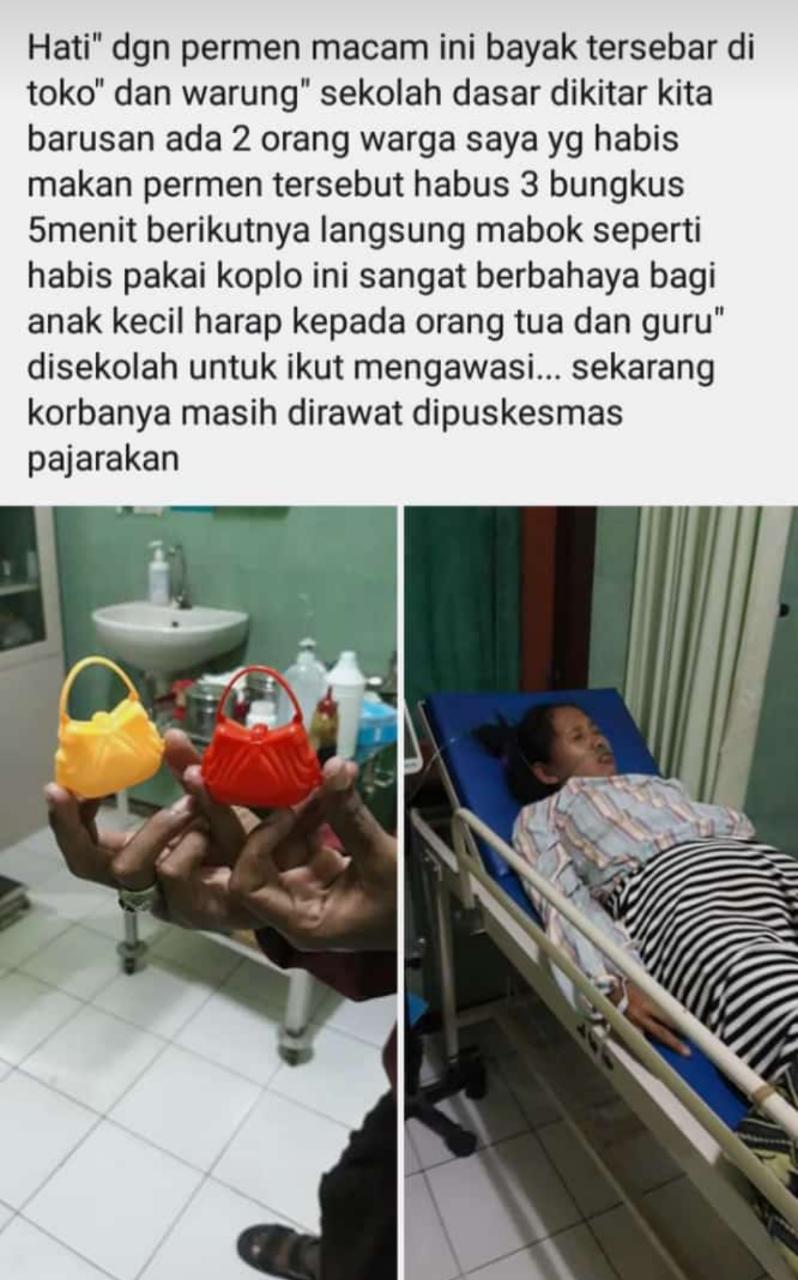 Hati" dgn permen macam ini bayak tersebar di
toko" dan warung" sekolah dasar dikitar kita
barusan ada 2 orang warga saya yg habis
makan permen tersebut habus 3 bungkus
5menit berikutnya langsung mabok seperti
habis pakai koplo ini sangat berbahaya bagi
anak kecil harap kepada orang tua dan guru"
disekolah untuk ikut mengawasi... sekarang
korbanya masih dirawat dipuskesmas
pajarakan